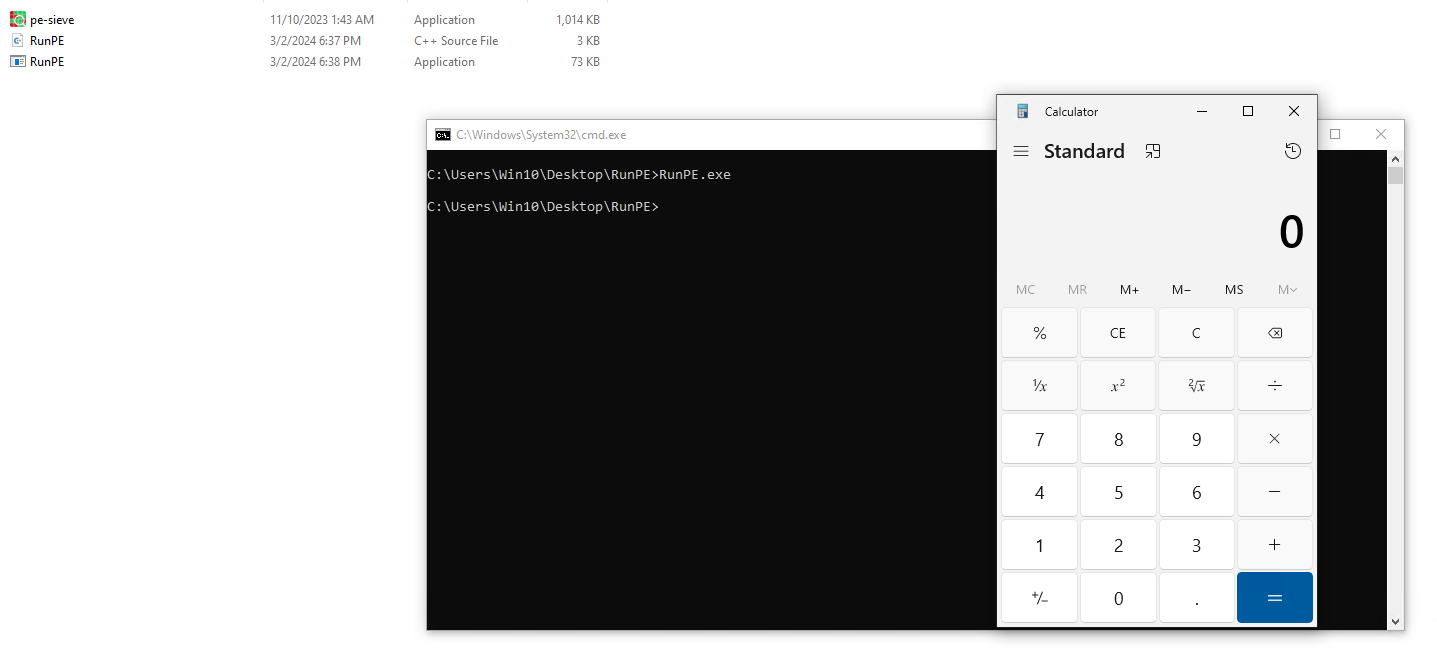 pe-sieve 11/10/2023 1:43 AM Application 1,014 KB
RunPE 3/2/2024 6:37 PM C++ Source File 3 KB
RunPE 3/2/2024 6:38 PM Application 73 KB
C:\Windows\System32\cmd.exe
C:\Users\Win10\Desktop\RunPE>RunPE.exe
C:\Users\Win10\Desktop\RunPE>
Calculator
Standard
0
MC MR M+ M− MS M
% CE C
¹/x x² ²√x ÷
7 8 9 ×
4 5 6 −
1 2 3 +
+/− 0 . =